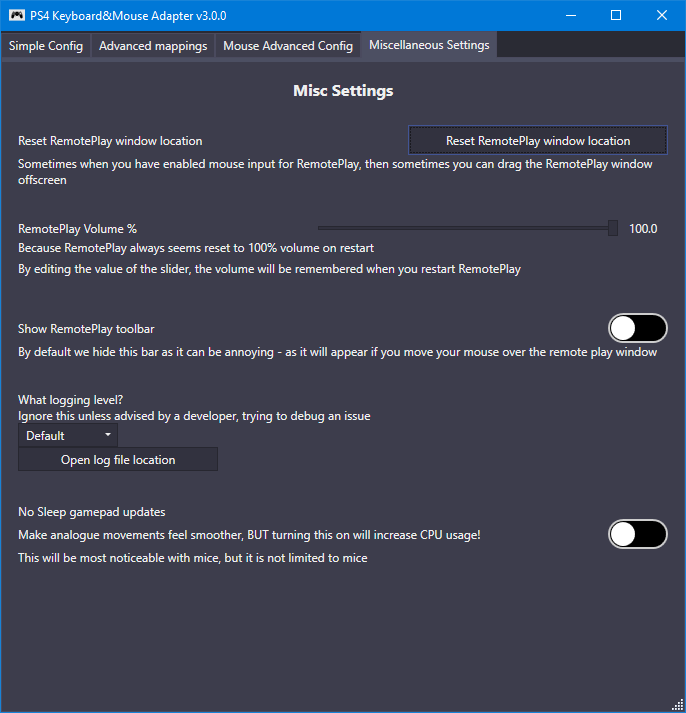 PS4 Keyboard&Mouse Adapter v3.0.0
Simple Config
Advanced mappings
Mouse Advanced Config
Miscellaneous Settings
Misc Settings
Reset RemotePlay window location
Reset RemotePlay window location
Sometimes when you have enabled mouse input for RemotePlay, then sometimes you can drag the RemotePlay window
offscreen
RemotePlay Volume %
100.0
Because RemotePlay always seems reset to 100% volume on restart
By editing the value of the slider, the volume will be remembered when you restart RemotePlay
Show RemotePlay toolbar
By default we hide this bar as it can be annoying - as it will appear if you move your mouse over the remote play window
What logging level?
Ignore this unless advised by a developer, trying to debug an issue
Default
Open log file location
No Sleep gamepad updates
Make analogue movements feel smoother, BUT turning this on will increase CPU usage!
This will be most noticeable with mice, but it is not limited to mice